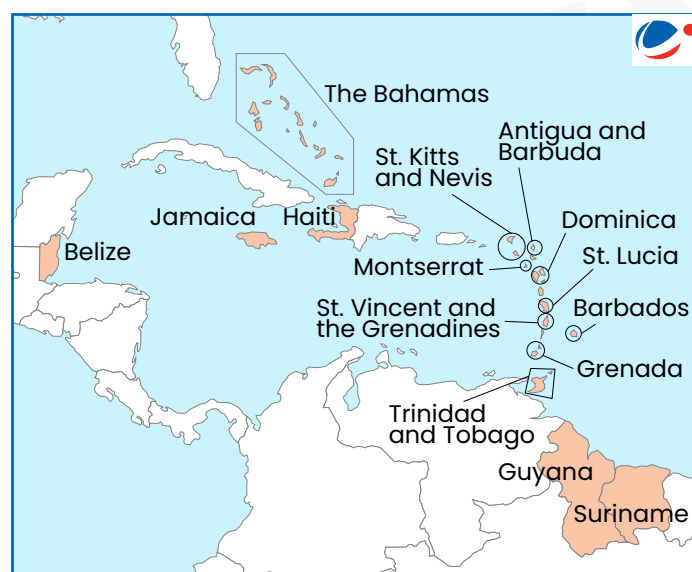 The Bahamas
Antigua and
Barbuda
St. Kitts
and Nevis
Jamaica
Haiti
Dominica
Belize
Montserrat
St. Lucia
St. Vincent and
the Grenadines
Barbados
Grenada
Trinidad
and Tobago
Guyana
Suriname